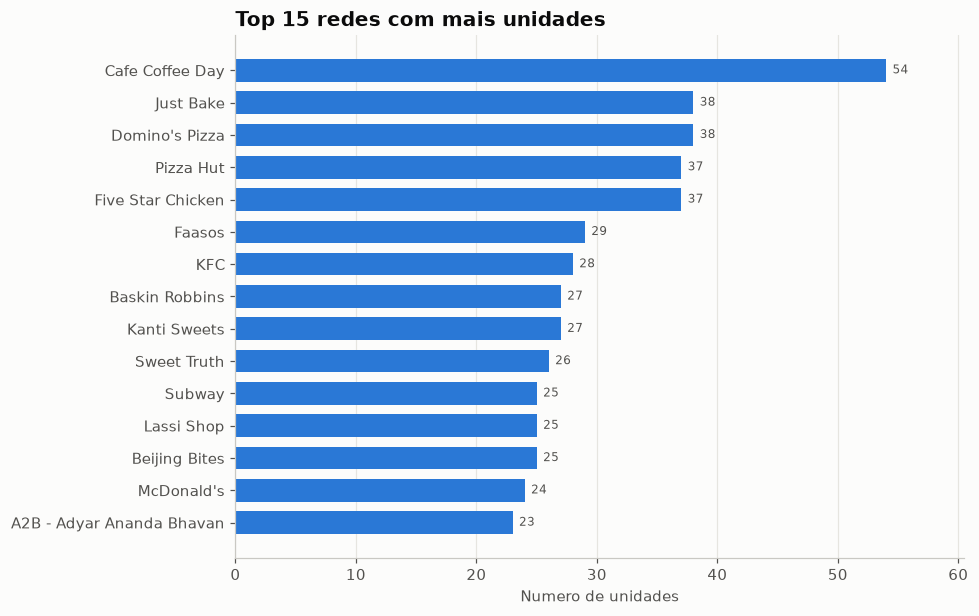 Top 15 redes com mais unidades
Cafe Coffee Day 54
Just Bake 38
Domino's Pizza 38
Pizza Hut 37
Five Star Chicken 37
Faasos 29
KFC 28
Baskin Robbins 27
Kanti Sweets 27
Sweet Truth 26
Subway 25
Lassi Shop 25
Beijing Bites 25
McDonald's 24
A2B - Adyar Ananda Bhavan 23
0 10 20 30 40 50 60
Numero de unidades